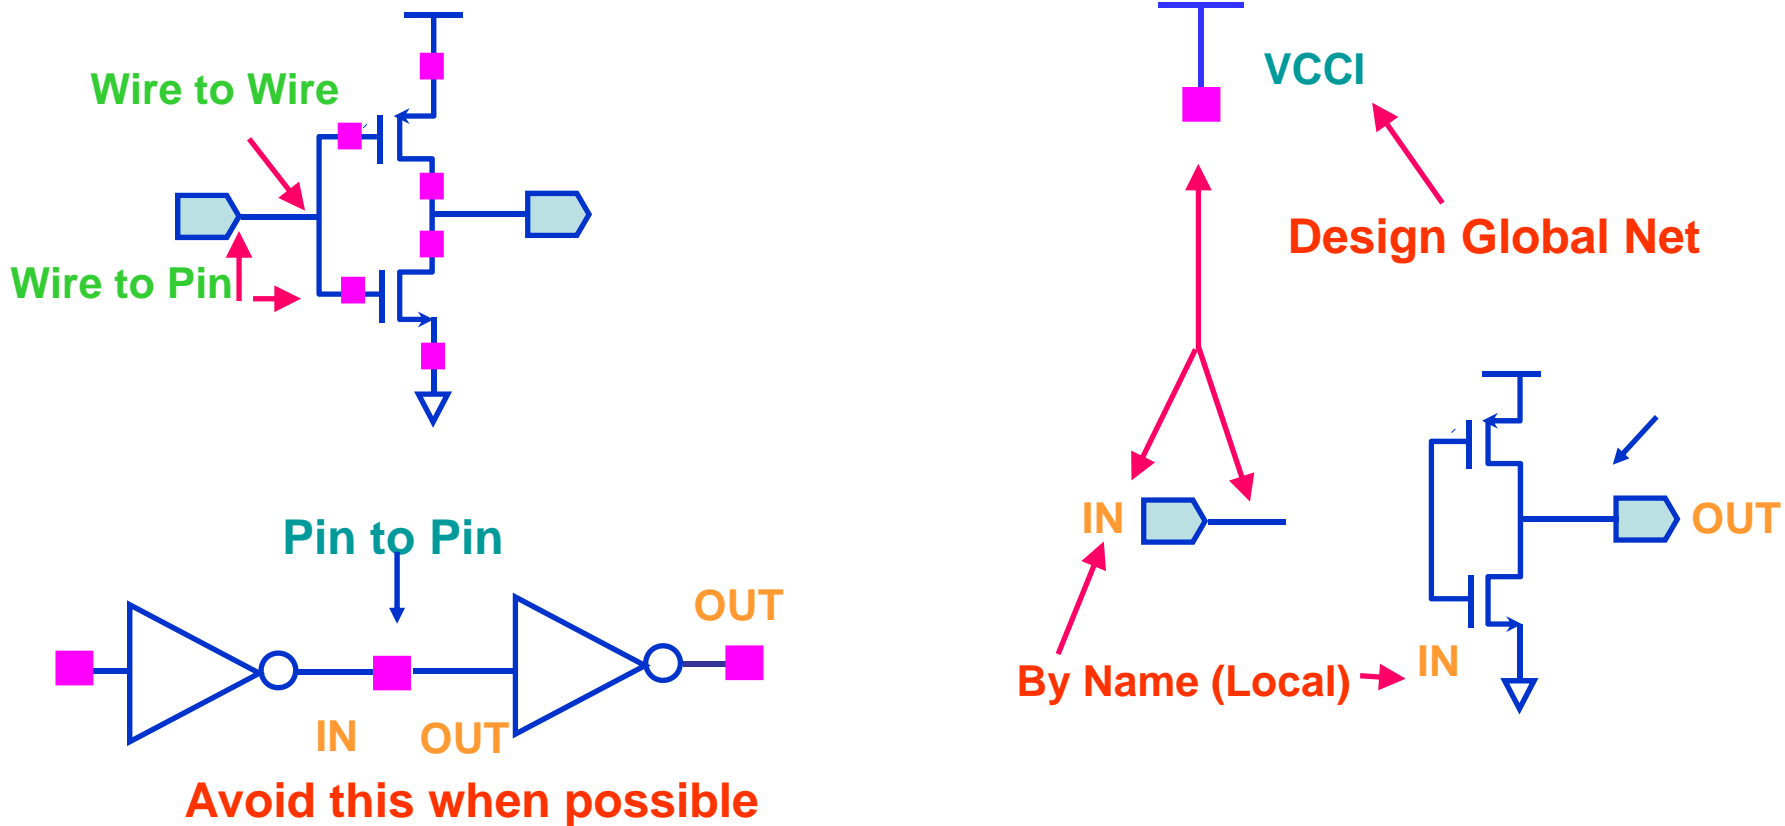 Wire to Wire
Wire to Pin
Pin to Pin
OUT
IN
OUT
Avoid this when possible
VCCI
Design Global Net
IN
OUT
By Name (Local)
IN